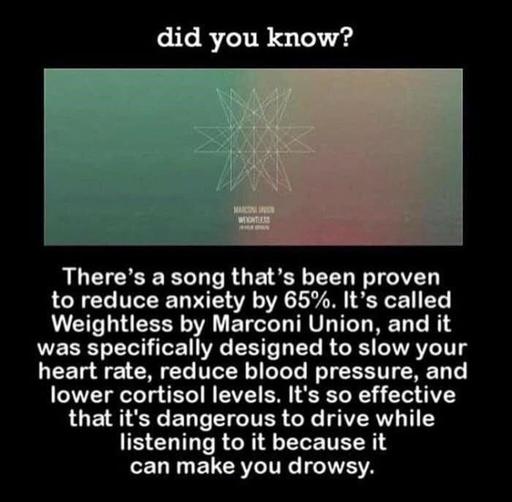 did you know?
MARCONI UNION
WEIGHTLESS
There's a song that's been proven
to reduce anxiety by 65%. It's called
Weightless by Marconi Union, and it
was specifically designed to slow your
heart rate, reduce blood pressure, and
lower cortisol levels. It's so effective
that it's dangerous to drive while
listening to it because it
can make you drowsy.